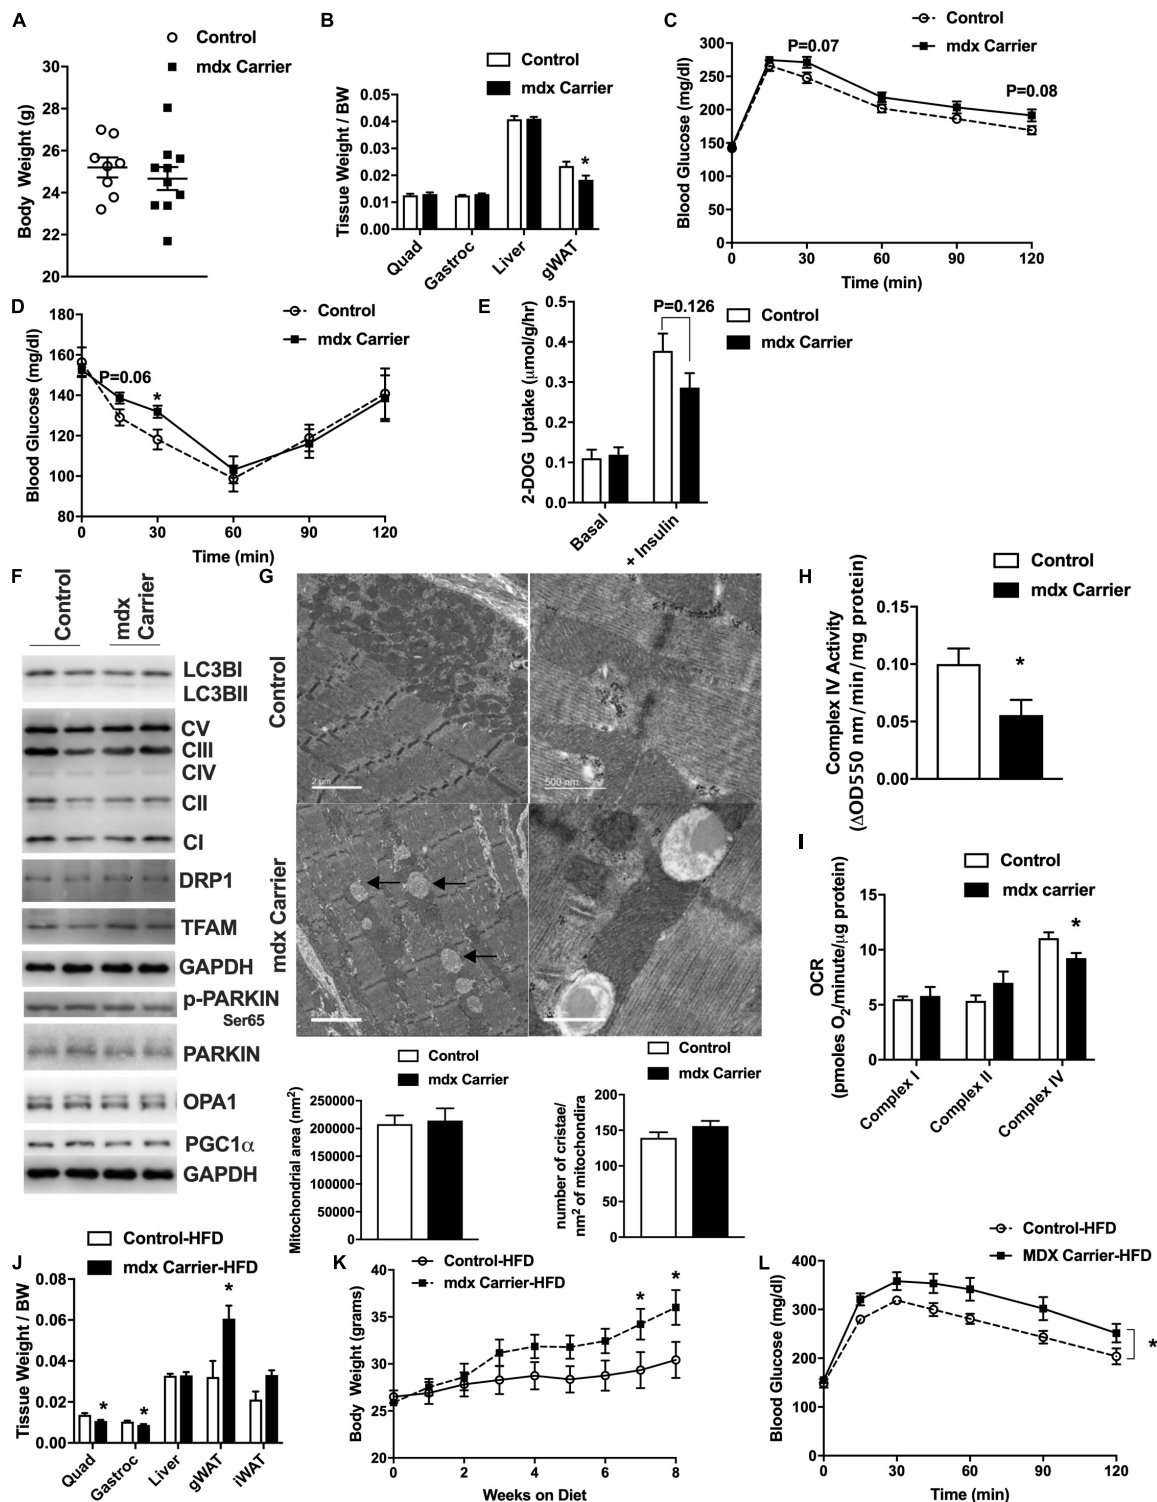 A
Control
mdx Carrier
Body Weight (g)
30
28
26
24
22
20
B
Control
mdx Carrier
Tissue Weight / BW
0.05
0.04
0.03
0.02
0.01
0.00
*
Quad
Gastroc
Liver
gWAT
C
Control
mdx Carrier
Blood Glucose (mg/dl)
300
250
200
150
100
50
0
P=0.07
P=0.08
0 30 60 90 120
Time (min)
D
Control
mdx Carrier
Blood Glucose (mg/dl)
180
160
140
120
100
80
P=0.06
*
0 30 60 90 120
Time (min)
E
Control
mdx Carrier
2-DOG Uptake (μmol/g/hr)
0.5
0.4
0.3
0.2
0.1
0.0
P=0.126
Basal
+ Insulin
F
Control
mdx
Carrier
LC3BI
LC3BII
CV
CIII
CIV
CII
CI
DRP1
TFAM
GAPDH
p-PARKIN
Ser65
PARKIN
OPA1
PGC1α
GAPDH
G
Control
mdx Carrier
2 um
500 nm
Control
mdx Carrier
Mitochondrial area (nm²)
250000
200000
150000
100000
50000
0
Control
mdx Carrier
number of cristae/
nm² of mitochondira
200
150
100
50
0
H
Control
mdx Carrier
Complex IV Activity
(ΔOD550 nm/min/mg protein)
0.15
0.10
0.05
0.00
*
I
Control
mdx carrier
OCR
(pmoles O₂/minute/μg protein)
15
10
5
0
*
Complex I
Complex II
Complex IV
J
Control-HFD
mdx Carrier-HFD
Tissue Weight / BW
0.08
0.06
0.04
0.02
0.00
* * *
Quad
Gastroc
Liver
gWAT
iWAT
K
Control-HFD
mdx Carrier-HFD
Body Weight (grams)
40
35
30
25
20
* *
0 2 4 6 8
Weeks on Diet
L
Control-HFD
MDX Carrier-HFD
Blood Glucose (mg/dl)
400
300
200
100
0
*
0 30 60 90 120
Time (min)